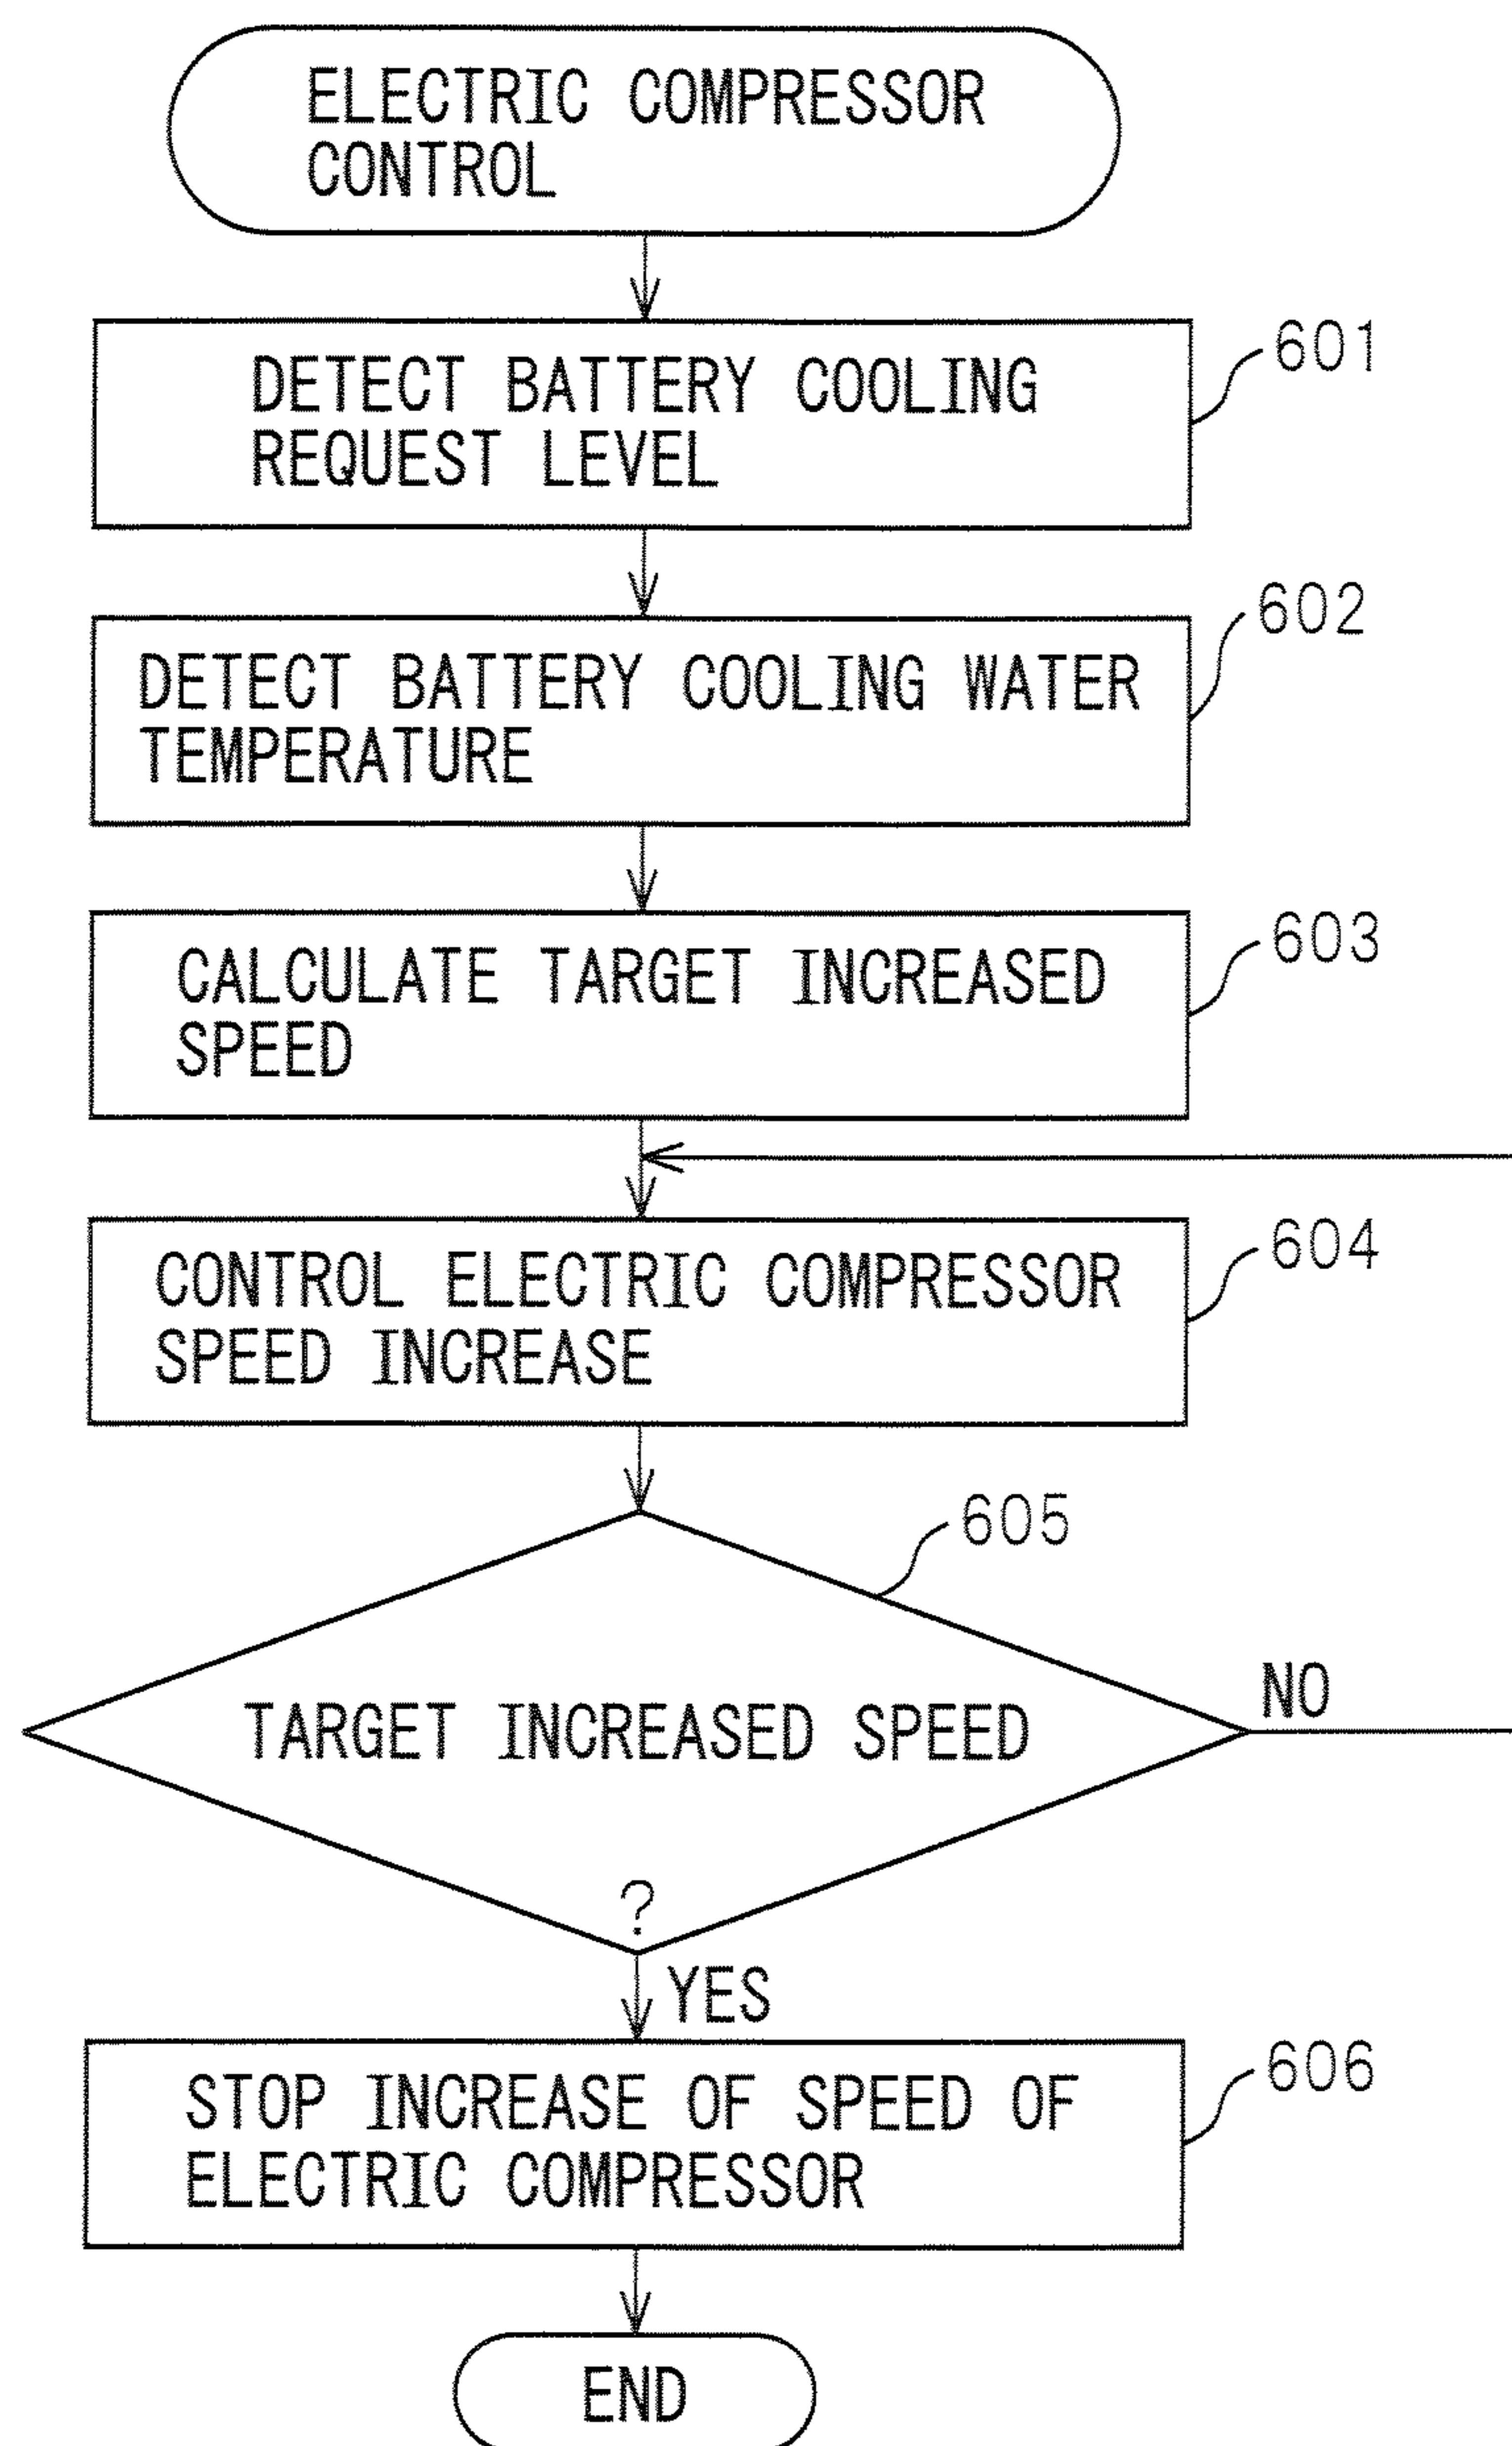 ELECTRIC COMPRESSOR
CONTROL
DETECT BATTERY COOLING
REQUEST LEVEL
601
DETECT BATTERY COOLING WATER
TEMPERATURE
602
CALCULATE TARGET INCREASED
SPEED
603
CONTROL ELECTRIC COMPRESSOR
SPEED INCREASE
604
605
TARGET INCREASED SPEED
?
NO
YES
STOP INCREASE OF SPEED OF
ELECTRIC COMPRESSOR
606
END